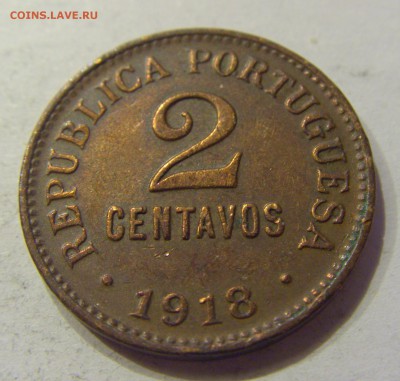 COINS.LAVE.RU
REPUBLICA PORTUGUESA
2
CENTAVOS
• 1918 •